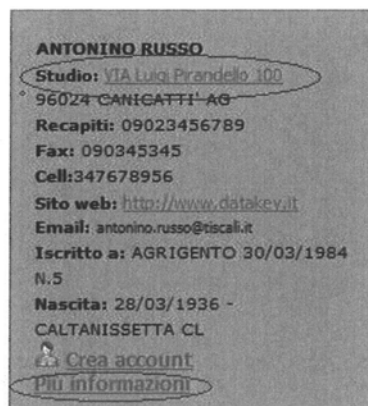 ANTONINO RUSSO
Studio: VIA Luigi Pirandello 100
96024 CANICATTI' AG
Recapiti: 09023456789
Fax: 090345345
Cell:347678956
Sito web: http://www.datakey.it
Email: antonino.russo@tiscali.it
Iscritto a: AGRIGENTO 30/03/1984
N.5
Nascita: 28/03/1936 -
CALTANISSETTA CL
Crea account
Più informazioni